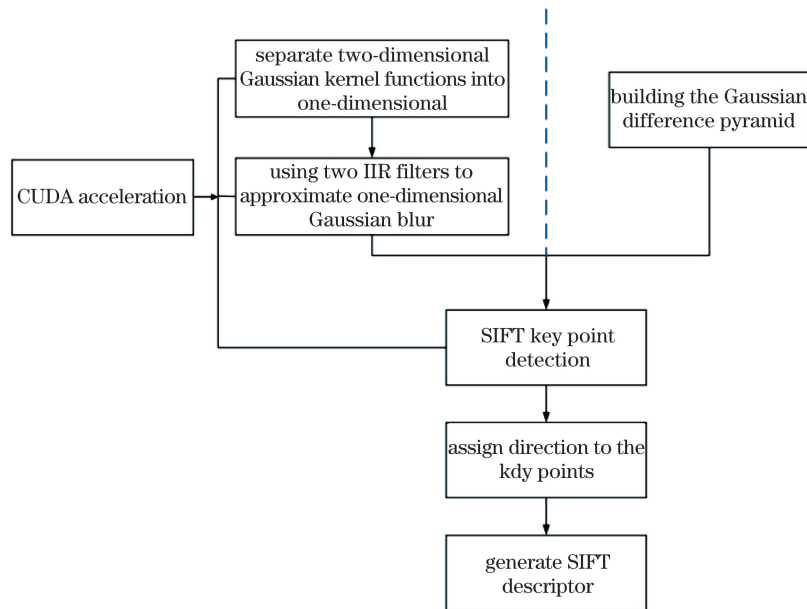 separate two-dimensional
Gaussian kernel functions into
one-dimensional
building the Gaussian
difference pyramid
CUDA acceleration
using two IIR filters to
approximate one-dimensional
Gaussian blur
SIFT key point
detection
assign direction to the
kdy points
generate SIFT
descriptor